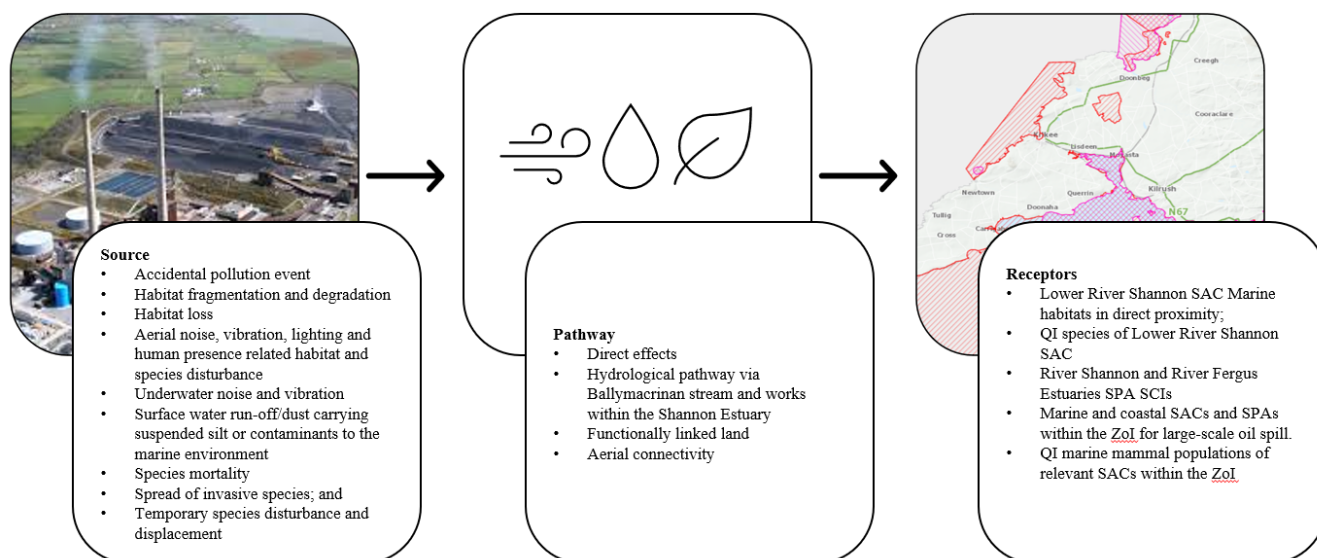 Source
• Accidental pollution event
• Habitat fragmentation and degradation
• Habitat loss
• Aerial noise, vibration, lighting and
human presence related habitat and
species disturbance
• Underwater noise and vibration
• Surface water run-off/dust carrying
suspended silt or contaminants to the
marine environment
• Species mortality
• Spread of invasive species; and
• Temporary species disturbance and
displacement
Pathway
• Direct effects
• Hydrological pathway via
Ballymacrinan stream and works
within the Shannon Estuary
• Functionally linked land
• Aerial connectivity
Creegh
Doonbeg
Cooraclare
Kilkee
Lisdeen
Newtown
Querrin
Kilrush
Doonaha
N67
Tullig
Cross
Receptors
• Lower River Shannon SAC Marine
habitats in direct proximity;
• QI species of Lower River Shannon
SAC
• River Shannon and River Fergus
Estuaries SPA SCIs
• Marine and coastal SACs and SPAs
within the ZoI for large-scale oil spill.
• QI marine mammal populations of
relevant SACs within the ZoI